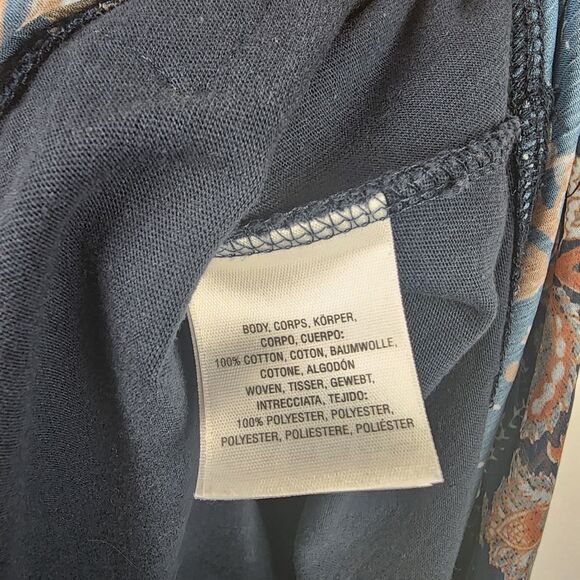 BODY, CORPS, KÖRPER,
CORPO, CUERPO:
100% COTTON, COTON, BAUMWOLLE,
COTONE, ALGODÓN
WOVEN, TISSER, GEWEBT,
INTRECCIATA, TEJIDO:
100% POLYESTER, POLYESTER,
POLYESTER, POLIESTERE, POLIÉSTER